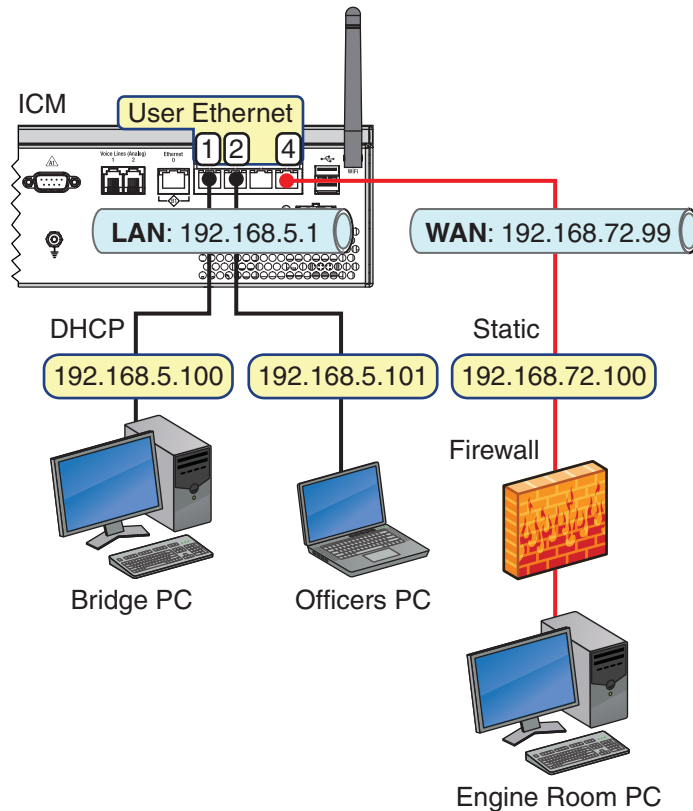 ICM
User Ethernet
1 2 4
Voice Lines (Analog)
1 2
Ethernet
0
A1
WiFi
LAN: 192.168.5.1
WAN: 192.168.72.99
DHCP
Static
192.168.5.100
192.168.5.101
192.168.72.100
Firewall
Bridge PC
Officers PC
Engine Room PC